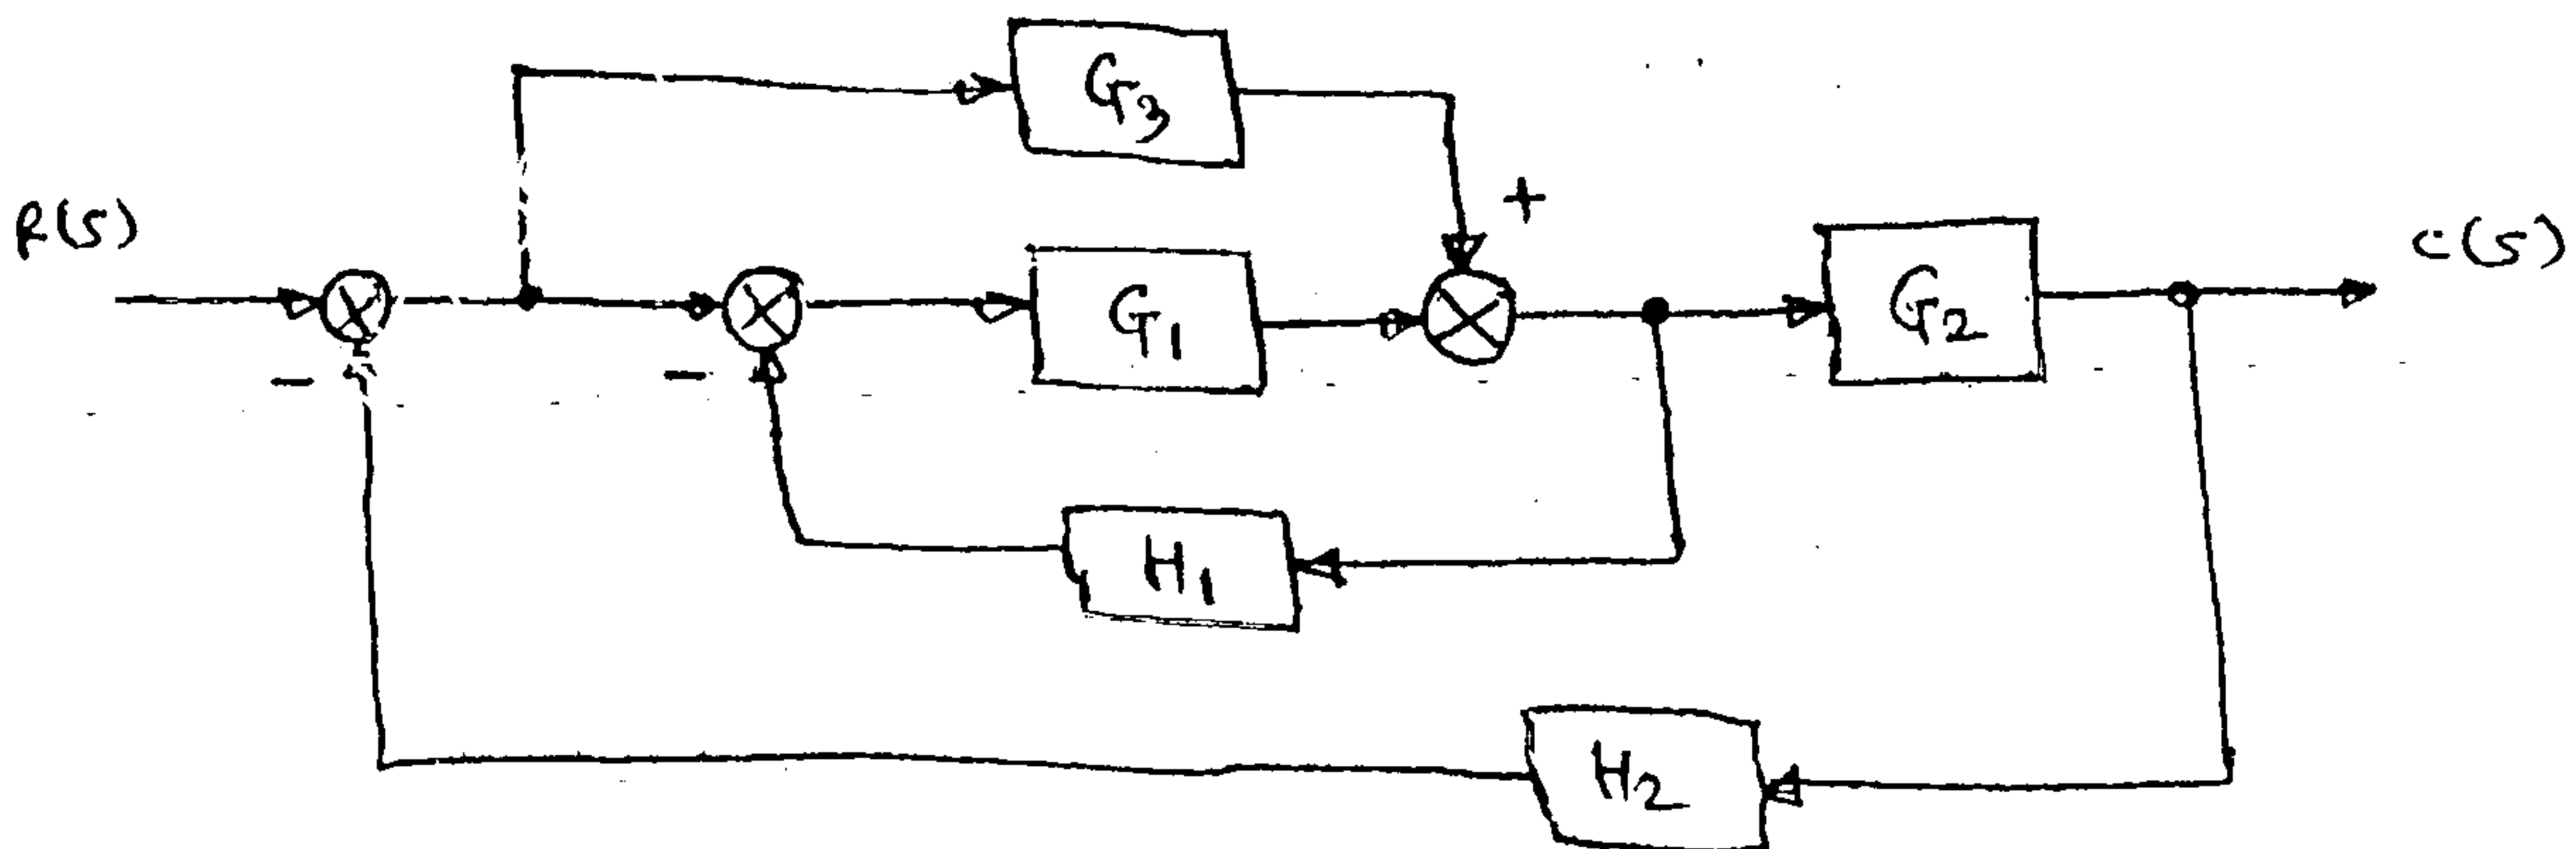 G₃
+
R(S)
G₁
G₂
C(S)
-
-
H₁
H₂